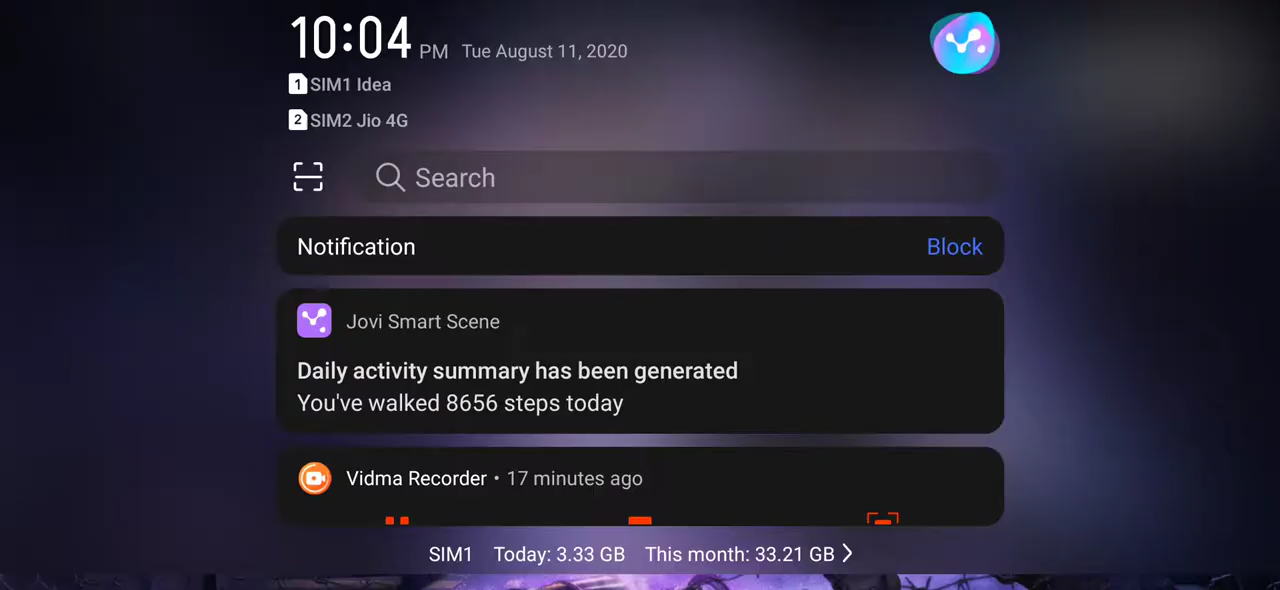 10:04 PM Tue August 11, 2020
1 SIM1 Idea
2 SIM2 Jio 4G
Search
Notification Block
Jovi Smart Scene
Daily activity summary has been generated
You've walked 8656 steps today
Vidma Recorder • 17 minutes ago
SIM1 Today: 3.33 GB This month: 33.21 GB